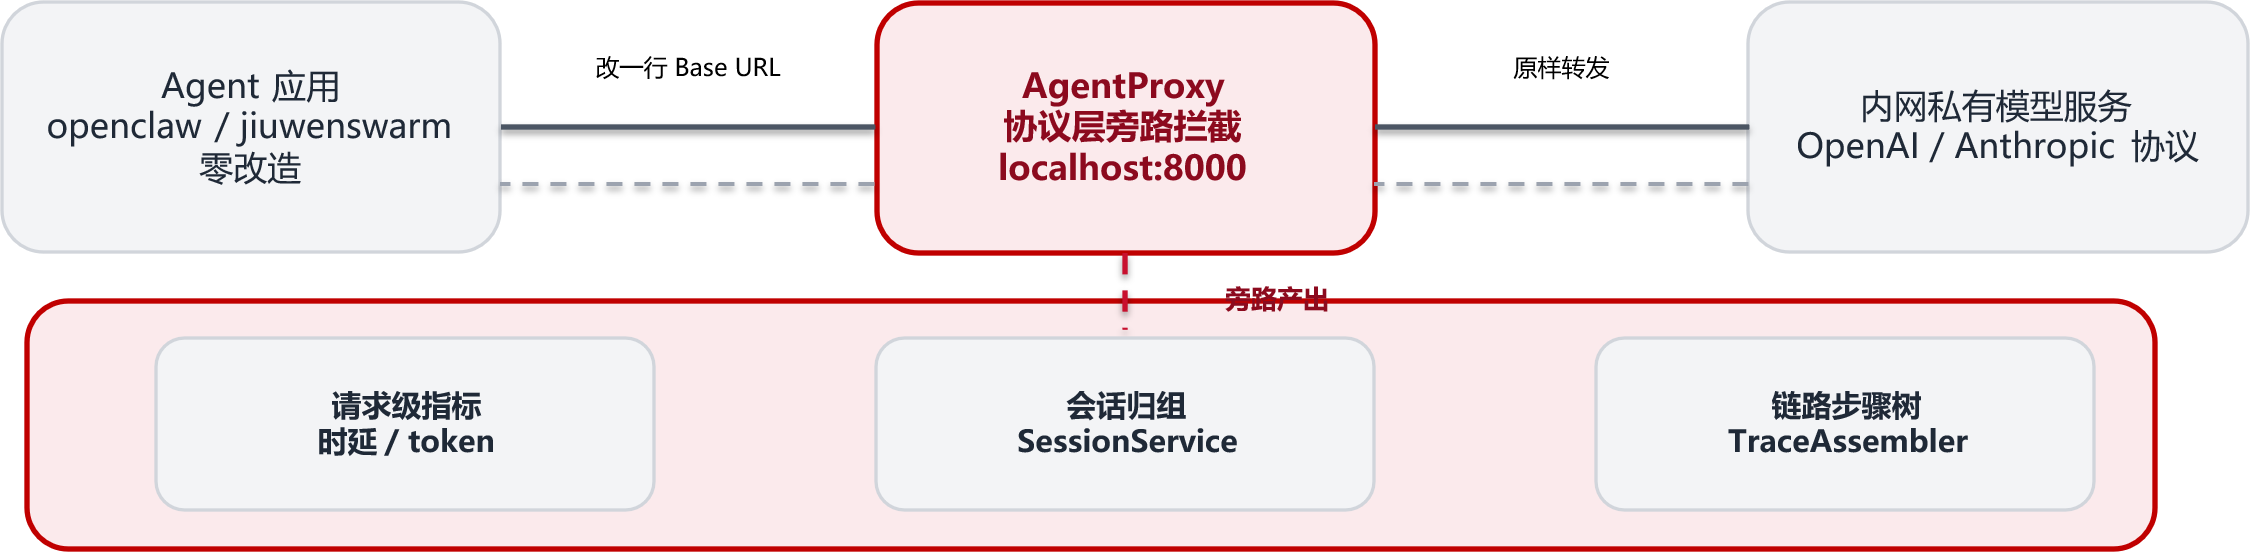 Agent 应用
openclaw / jiuwenswarm
零改造
改一行 Base URL
AgentProxy
协议层旁路拦截
localhost:8000
原样转发
内网私有模型服务
OpenAI / Anthropic 协议
旁路产出
请求级指标
时延 / token
会话归组
SessionService
链路步骤树
TraceAssembler